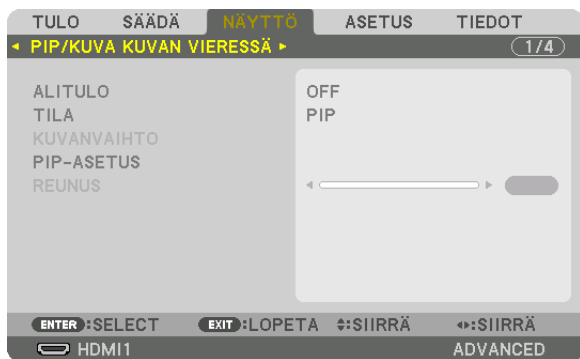 TULO SÄÄDÄ NÄYTTÖ ASETUS TIEDOT
PIP/KUVA KUVAN VIERESSÄ 1/4
ALITULO OFF
TILA PIP
KUVANVAIHTO
PIP-ASETUS
REUNUS
ENTER:SELECT EXIT:LOPETA :SIIRRÄ :SIIRRÄ
HDMI1 ADVANCED